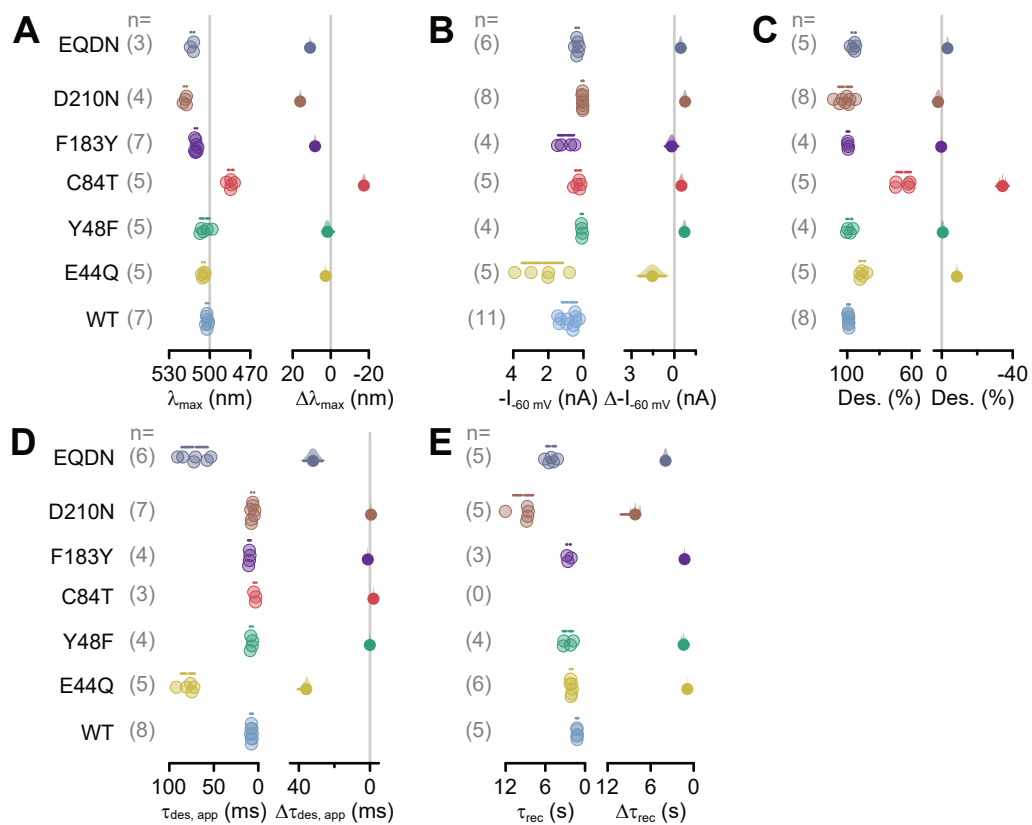 A
n=
B
n=
C
n=
EQDN (3) (6) (5)
D210N (4) (8) (8)
F183Y (7) (4) (4)
C84T (5) (5) (5)
Y48F (5) (4) (4)
E44Q (5) (5) (5)
WT (7) (11) (8)
530 500 470 20 0 -20 4 2 0 3 0 100 60 0 -40
λmax (nm) Δλmax (nm) -I-60 mV (nA) Δ-I-60 mV (nA) Des. (%) Des. (%)
D
n=
E
n=
EQDN (6) (5)
D210N (7) (5)
F183Y (4) (3)
C84T (3) (0)
Y48F (4) (4)
E44Q (5) (6)
WT (8) (5)
100 50 0 40 0 12 6 0 12 6 0
τdes, app (ms) Δτdes, app (ms) τrec (s) Δτrec (s)